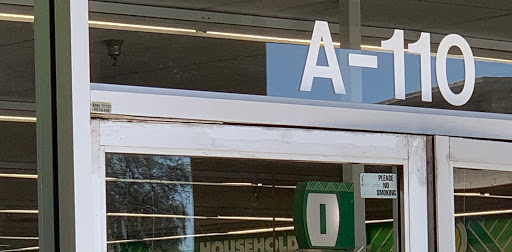 A-110
PLEASE
NO
SMOKING
HOUSEHOLD